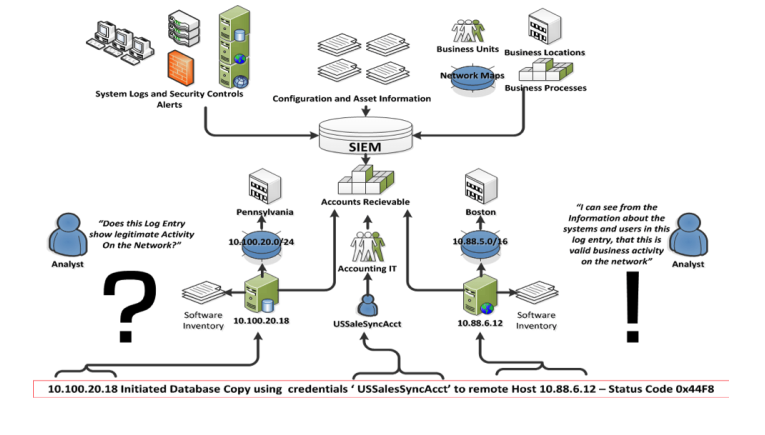 System Logs and Security Controls
Alerts
Configuration and Asset Information
Business Units
Business Locations
Network Maps
Business Processes
SIEM
Accounts Recievable
Pennsylvania
Boston
"Does this Log Entry
show legitimate Activity
On the Network?"
Analyst
10.100.20.0/24
Accounting IT
10.88.5.0/16
"I can see from the
Information about the
systems and users in this
log entry, that this is
valid business activity
on the network"
Analyst
?
!
Software
Inventory
10.100.20.18
USSaleSyncAcct
10.88.6.12
Software
Inventory
10.100.20.18 Initiated Database Copy using credentials ' USSalesSyncAcct' to remote Host 10.88.6.12 – Status Code 0x44F8